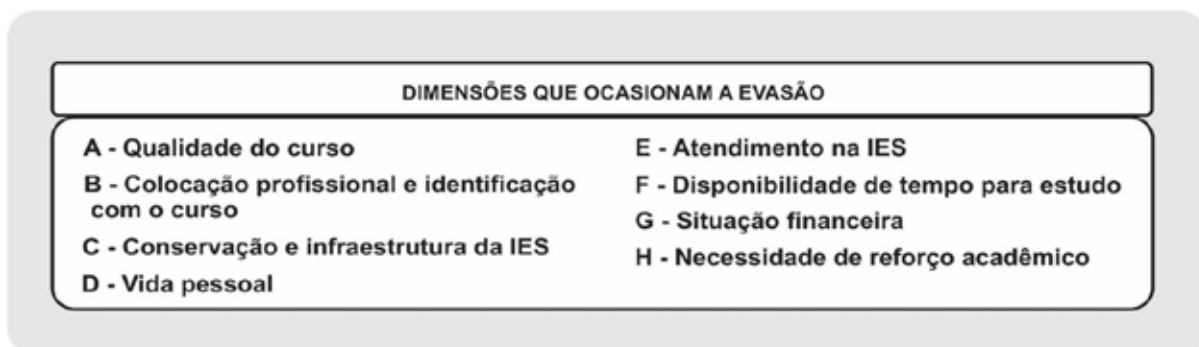 DIMENSÕES QUE OCASIONAM A EVASÃO
A - Qualidade do curso
B - Colocação profissional e identificação
com o curso
C - Conservação e infraestrutura da IES
D - Vida pessoal
E - Atendimento na IES
F - Disponibilidade de tempo para estudo
G - Situação financeira
H - Necessidade de reforço acadêmico